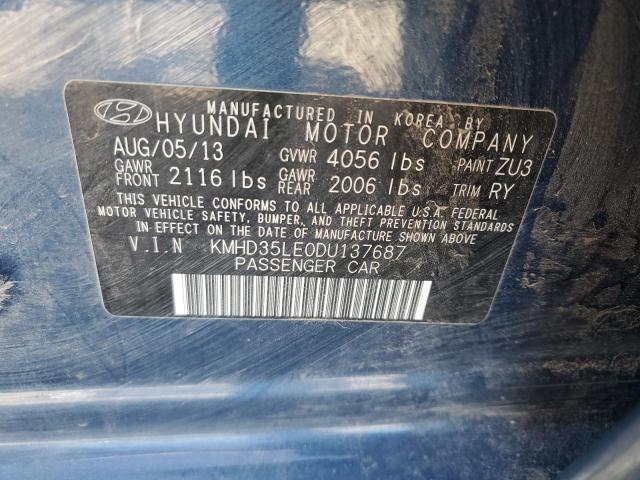 MANUFACTURED IN KOREA BY
HYUNDAI MOTOR COMPANY
AUG/05/13 GVWR 4056 lbs PAINT ZU3
GAWR FRONT 2116 lbs GAWR REAR 2006 lbs TRIM RY
THIS VEHICLE CONFORMS TO ALL APPLICABLE U.S.A. FEDERAL
MOTOR VEHICLE SAFETY, BUMPER, AND THEFT PREVENTION STANDARDS
IN EFFECT ON THE DATE OF MANUFACTURE SHOWN ABOVE
V.I.N KMHD35LE0DU137687
PASSENGER CAR